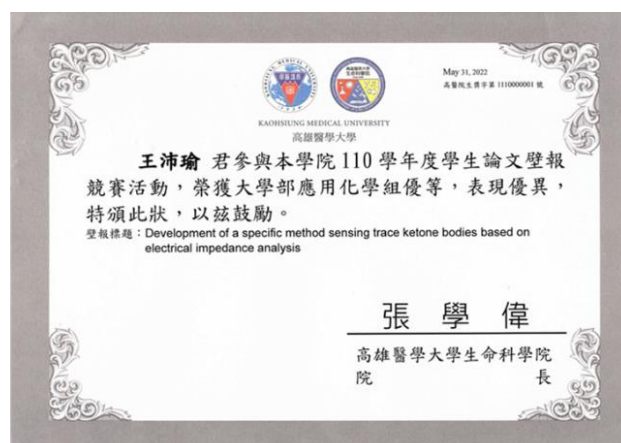 May 31, 2022
高醫院生獎字第 1110000001 號
KAOHSIUNG MEDICAL UNIVERSITY
高雄醫學大學
王沛瑜 君參與本學院 110 學年度學生論文壁報
競賽活動，榮獲大學部應用化學組優等，表現優異，
特頒此狀，以茲鼓勵。
壁報標題：Development of a specific method sensing trace ketone bodies based on
electrical impedance analysis
張 學 偉
高雄醫學大學生命科學院
院 長